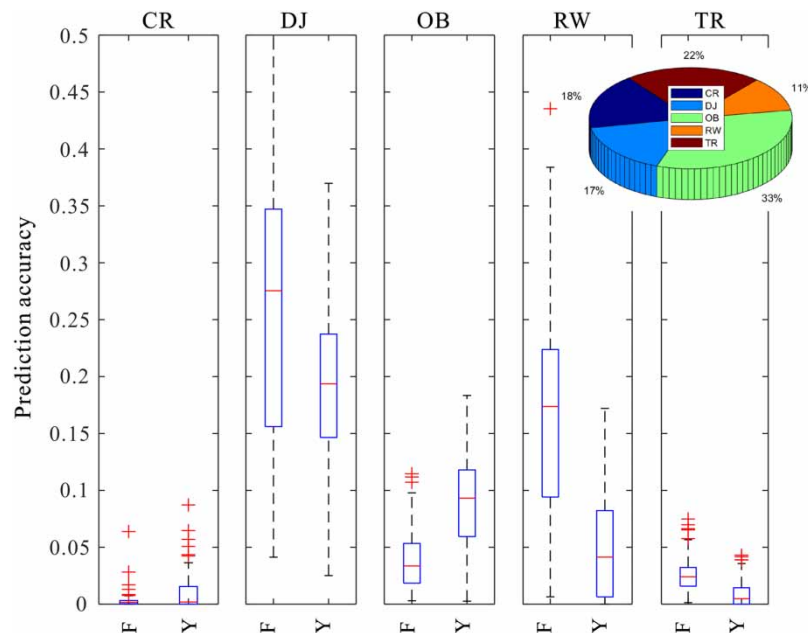 CR DJ OB RW TR
0.5
0.45
0.4
0.35
0.3
0.25
0.2
0.15
0.1
0.05
0
Prediction accuracy
22%
18%
11%
17%
33%
CR
DJ
OB
RW
TR
F Y F Y F Y F Y F Y